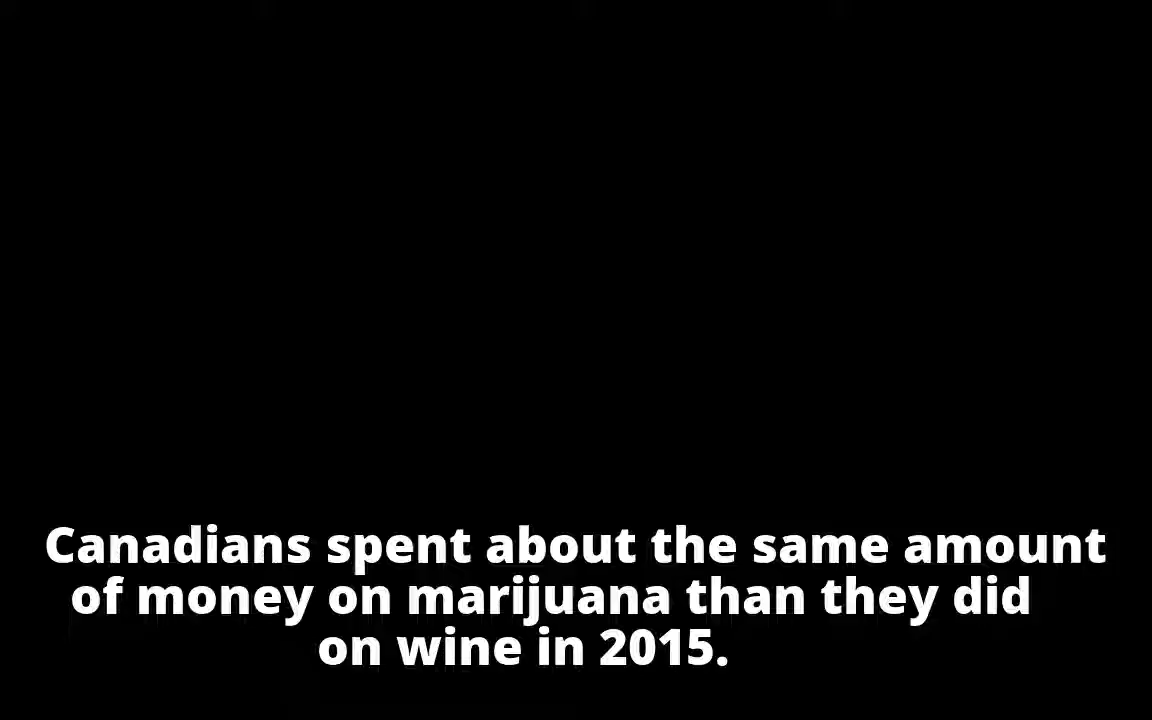 Canadians spent about the same amount
of money on marijuana than they did
on wine in 2015.